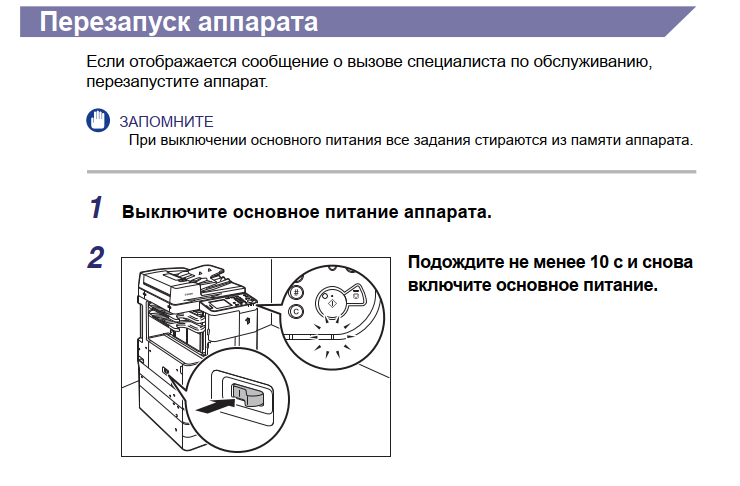 Перезапуск аппарата
Если отображается сообщение о вызове специалиста по обслуживанию,
перезапустите аппарат.
ЗАПОМНИТЕ
При выключении основного питания все задания стираются из памяти аппарата.
1 Выключите основное питание аппарата.
2 Подождите не менее 10 с и снова
включите основное питание.
#
C